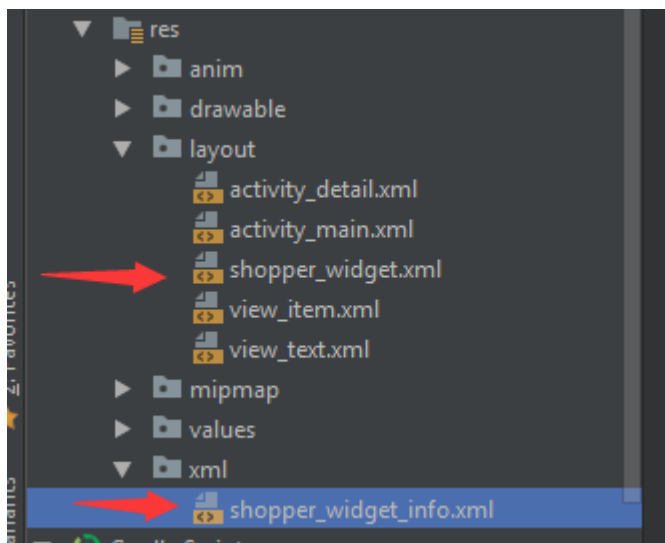 res
anim
drawable
layout
activity_detail.xml
activity_main.xml
shopper_widget.xml
view_item.xml
view_text.xml
mipmap
values
xml
shopper_widget_info.xml